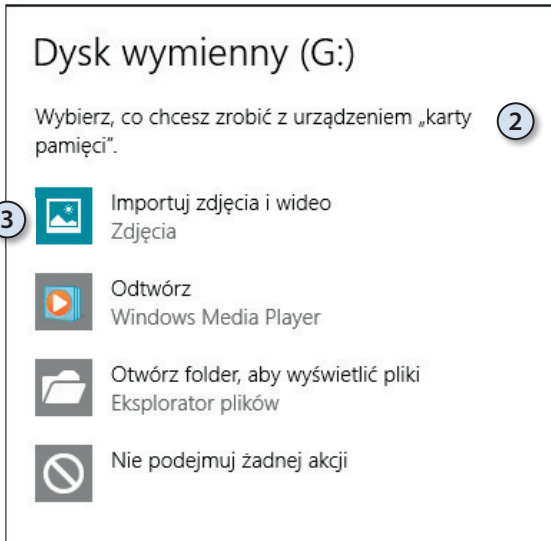 Dysk wymienny (G:)
Wybierz, co chcesz zrobić z urządzeniem „karty
pamięci”.
2
3
Importuj zdjęcia i wideo
Zdjęcia
Odtwórz
Windows Media Player
Otwórz folder, aby wyświetlić pliki
Eksplorator plików
Nie podejmuj żadnej akcji